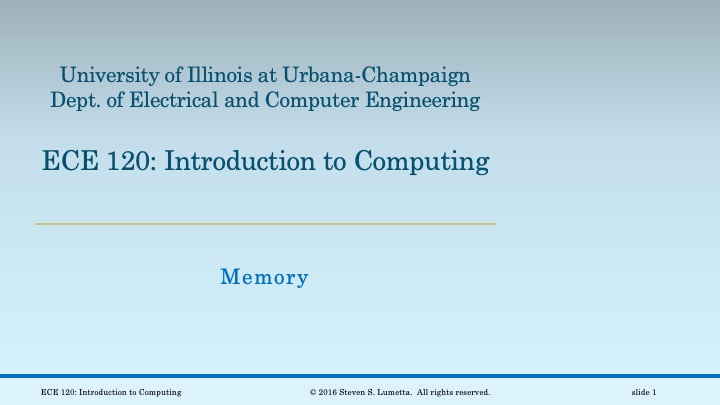 University of Illinois at Urbana-Champaign
Dept. of Electrical and Computer Engineering
ECE 120: Introduction to Computing
Memory
ECE 120: Introduction to Computing
© 2016 Steven S. Lumetta. All rights reserved.
slide 1